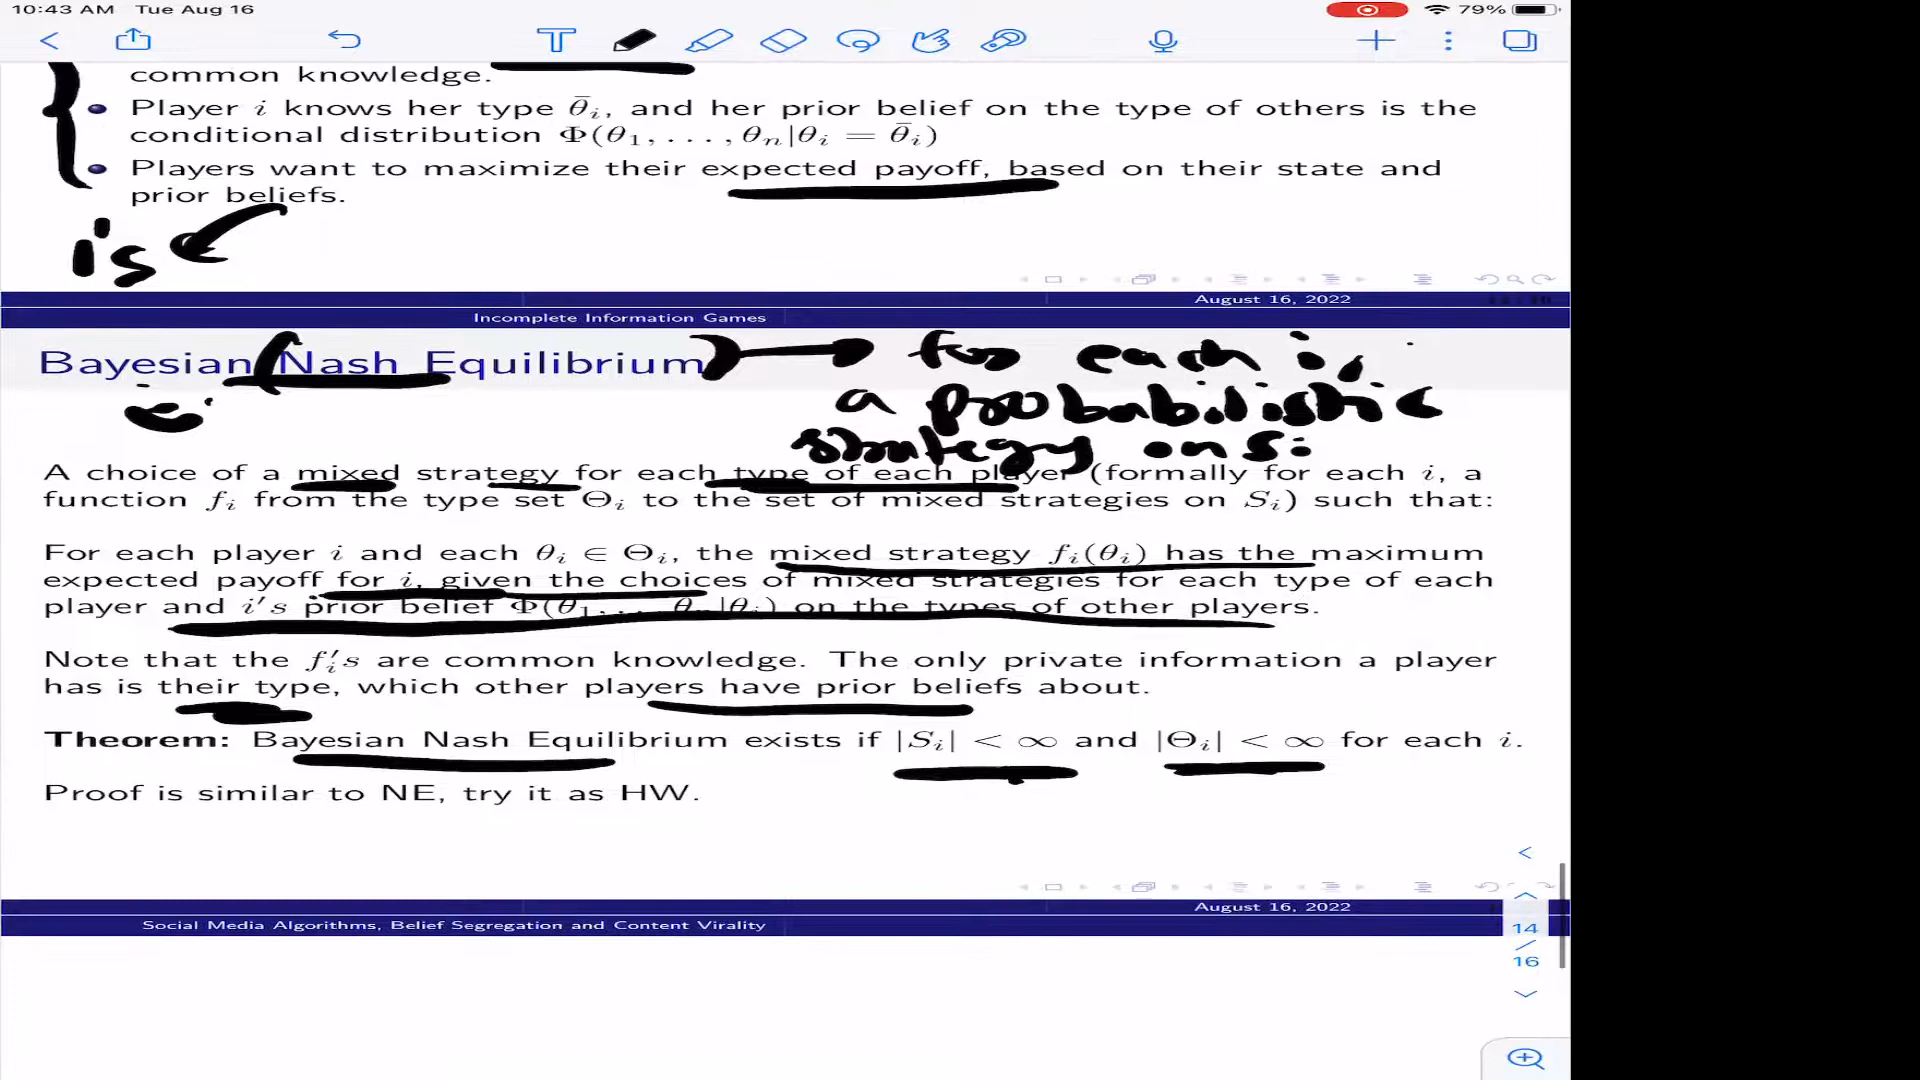 10:43 AM Tue Aug 16
79%
common knowledge.
Player i knows her type θ̄ᵢ, and her prior belief on the type of others is the
conditional distribution Φ(θ₁, . . . , θₙ|θᵢ = θ̄ᵢ)
Players want to maximize their expected payoff, based on their state and
prior beliefs.
i's
August 16, 2022
Incomplete Information Games
Bayesian Nash Equilibrium
for each i,
a probabilistic
strategy on Si
A choice of a mixed strategy for each type of each player (formally for each i, a
function fᵢ from the type set Θᵢ to the set of mixed strategies on Sᵢ) such that:
For each player i and each θᵢ ∈ Θᵢ, the mixed strategy fᵢ(θᵢ) has the maximum
expected payoff for i, given the choices of mixed strategies for each type of each
player and i′s prior belief Φ(θ₁, . . . , θₙ|θᵢ) on the types of other players.
Note that the fᵢ′s are common knowledge. The only private information a player
has is their type, which other players have prior beliefs about.
Theorem: Bayesian Nash Equilibrium exists if |Sᵢ| < ∞ and |Θᵢ| < ∞ for each i.
Proof is similar to NE, try it as HW.
August 16, 2022
Social Media Algorithms, Belief Segregation and Content Virality
14
/
16